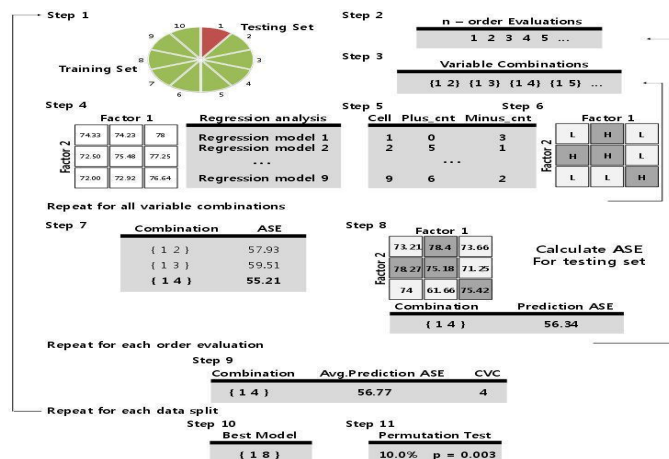 Step 1
10
1
2
3
4
5
6
7
8
9
Testing Set
Training Set
Step 2
n – order Evaluations
1 2 3 4 5 ...
Step 3
Variable Combinations
{1 2} {1 3} {1 4} {1 5} ...
Step 4
Factor 1
Factor 2
74.33 74.23 78
72.50 75.48 77.25
72.00 72.92 76.64
Regression analysis
Regression model 1
Regression model 2
...
Regression model 9
Step 5
Cell Plus_cnt Minus_cnt
1 0 3
2 5 1
...
9 6 2
Step 6
L H L
H H L
L L H
Repeat for all variable combinations
Step 7
Combination ASE
{ 1 2 } 57.93
{ 1 3 } 59.51
{ 1 4 } 55.21
Step 8
Factor 1
Factor 2
73.21 78.4 73.66
78.27 75.18 71.25
74 61.66 75.42
Calculate ASE
For testing set
Combination Prediction ASE
{ 1 4 } 56.34
Repeat for each order evaluation
Step 9
Combination Avg.Prediction ASE CVC
{ 1 4 } 56.77 4
Repeat for each data split
Step 10
Best Model
{ 1 8 }
Step 11
Permutation Test
10.0% p = 0.003